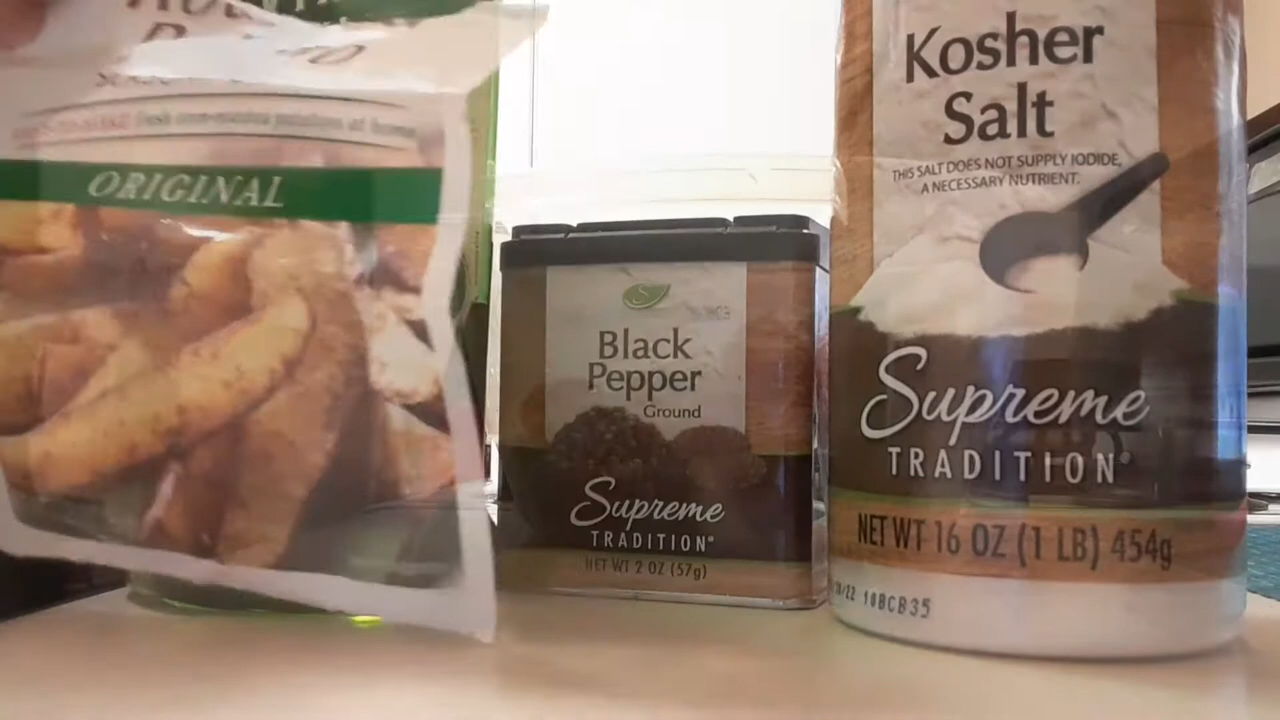 ORIGINAL
Black
Pepper
Ground
Supreme
TRADITION®
NET WT 2 OZ (57g)
Kosher
Salt
THIS SALT DOES NOT SUPPLY IODIDE,
A NECESSARY NUTRIENT.
Supreme
TRADITION®
NET WT 16 OZ (1 LB) 454g
/22 10BCB35